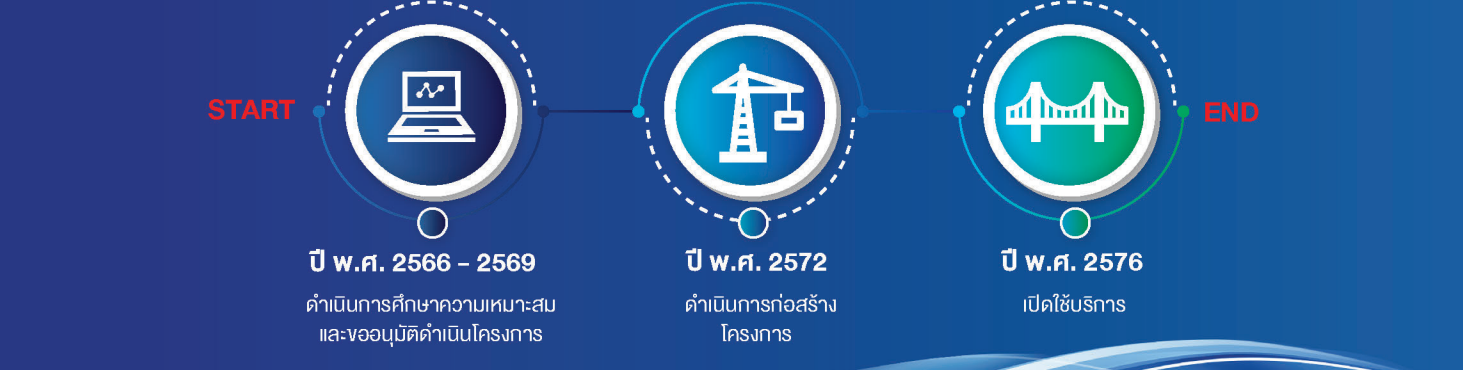 START
END
ปี พ.ศ. 2566 – 2569
ดำเนินการศึกษาความเหมาะสม
และขออนุมัติดำเนินโครงการ
ปี พ.ศ. 2572
ดำเนินการก่อสร้าง
โครงการ
ปี พ.ศ. 2576
เปิดใช้บริการ